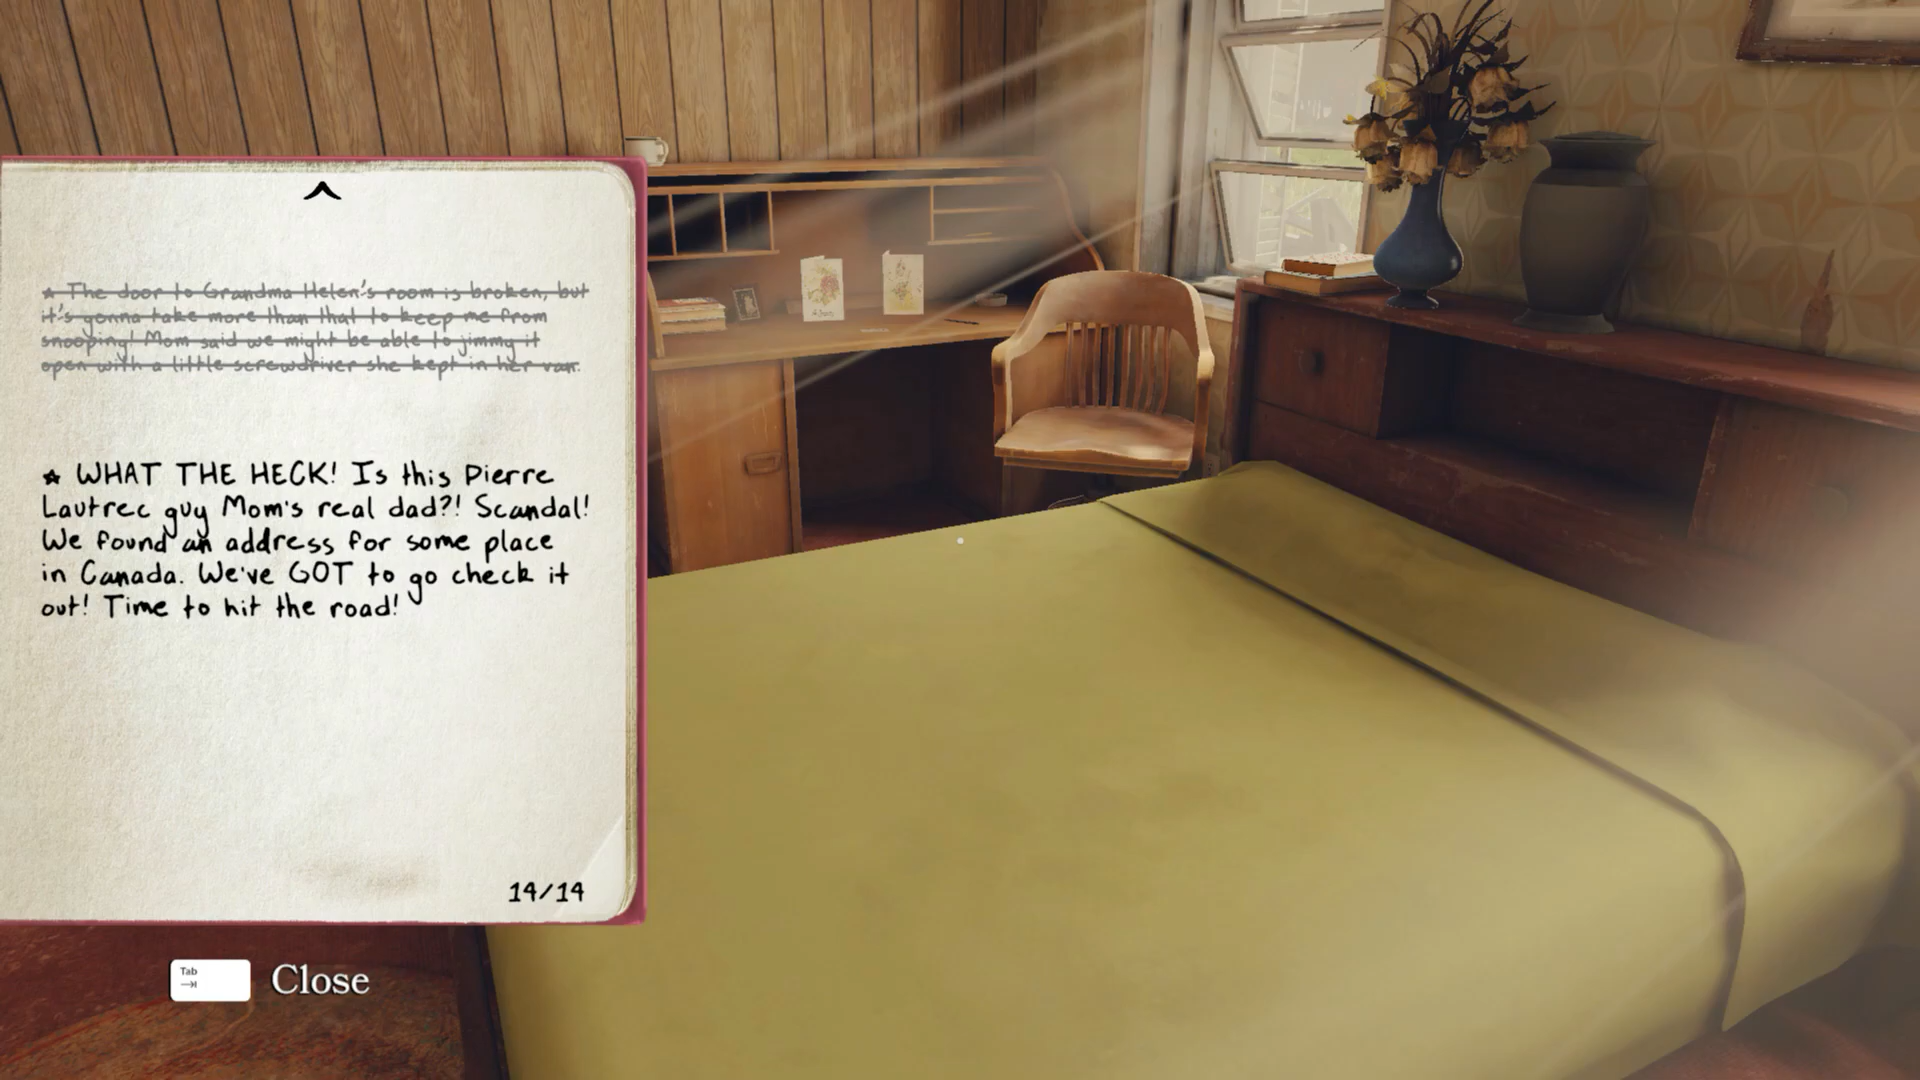 ★ The door to Grandma Helen's room is broken, but
it's gonna take more than that to keep me from
snooping! Mom said we might be able to jimmy it
open with a little screwdriver she kept in her van.
★ WHAT THE HECK! Is this Pierre
Lautrec guy Mom's real dad?! Scandal!
We found an address for some place
in Canada. We've GOT to go check it
out! Time to hit the road!
14/14
Tab
Close